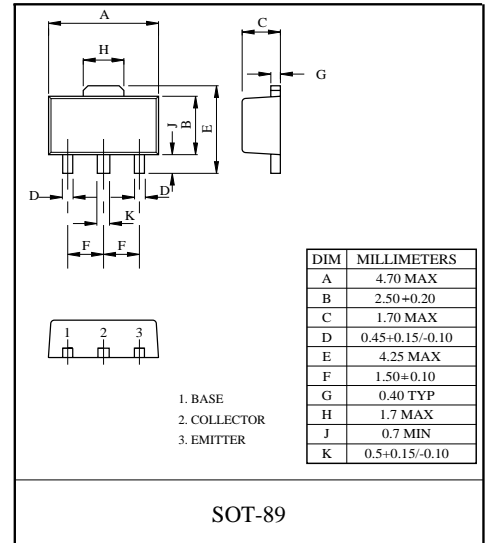 A
H
C
G
J
B
E
D
D
K
F
F
1 2 3
1. BASE
2. COLLECTOR
3. EMITTER
DIM MILLIMETERS
A 4.70 MAX
B 2.50±0.20
C 1.70 MAX
D 0.45+0.15/-0.10
E 4.25 MAX
F 1.50±0.10
G 0.40 TYP
H 1.7 MAX
J 0.7 MIN
K 0.5+0.15/-0.10
SOT-89